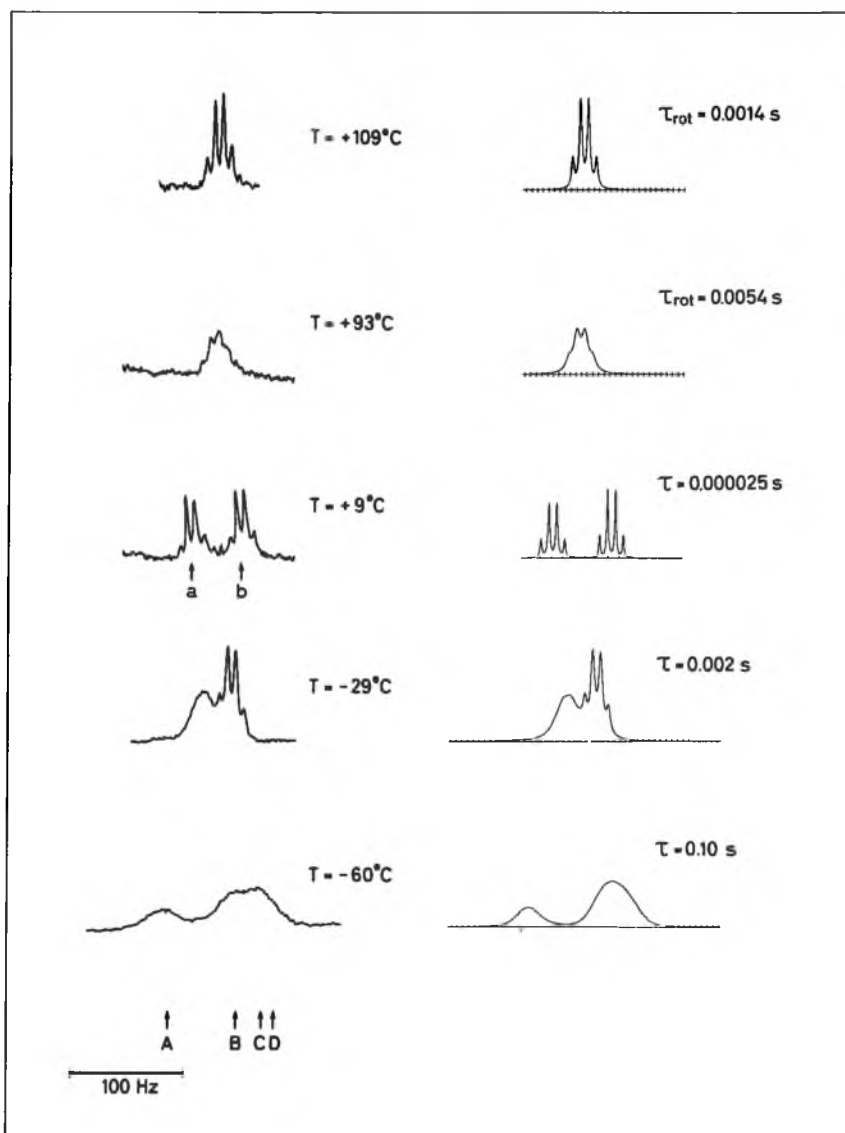 T = +109°C
τrot = 0.0014 s
T = +93°C
τrot = 0.0054 s
T = +9°C
τ = 0.000025 s
a b
T = -29°C
τ = 0.002 s
T = -60°C
τ = 0.10 s
A B C D
100 Hz